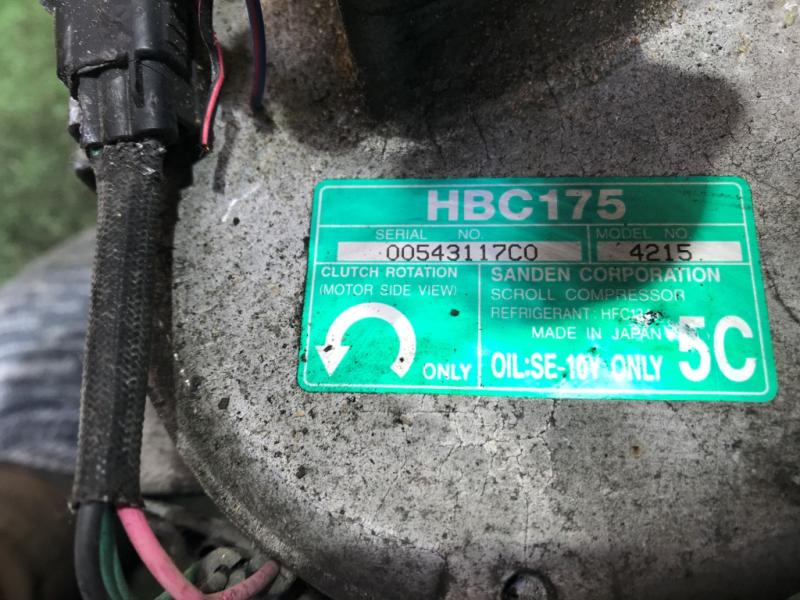 HBC175
SERIAL NO.
MODEL NO.
00543117C0
4215
CLUTCH ROTATION
(MOTOR SIDE VIEW)
ONLY
SANDEN CORPORATION
SCROLL COMPRESSOR
REFRIGERANT:
MADE IN JAPAN
OIL:SE-10Y ONLY
5C